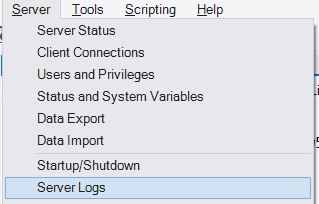 Server Tools Scripting Help
Server Status
Client Connections
Users and Privileges
Status and System Variables
Data Export
Data Import
Startup/Shutdown
Server Logs